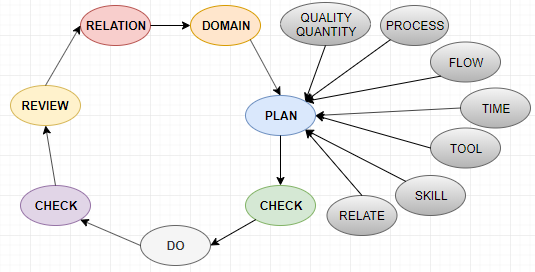 RELATION
DOMAIN
QUALITY
QUANTITY
PROCESS
FLOW
REVIEW
PLAN
TIME
TOOL
SKILL
CHECK
CHECK
RELATE
DO